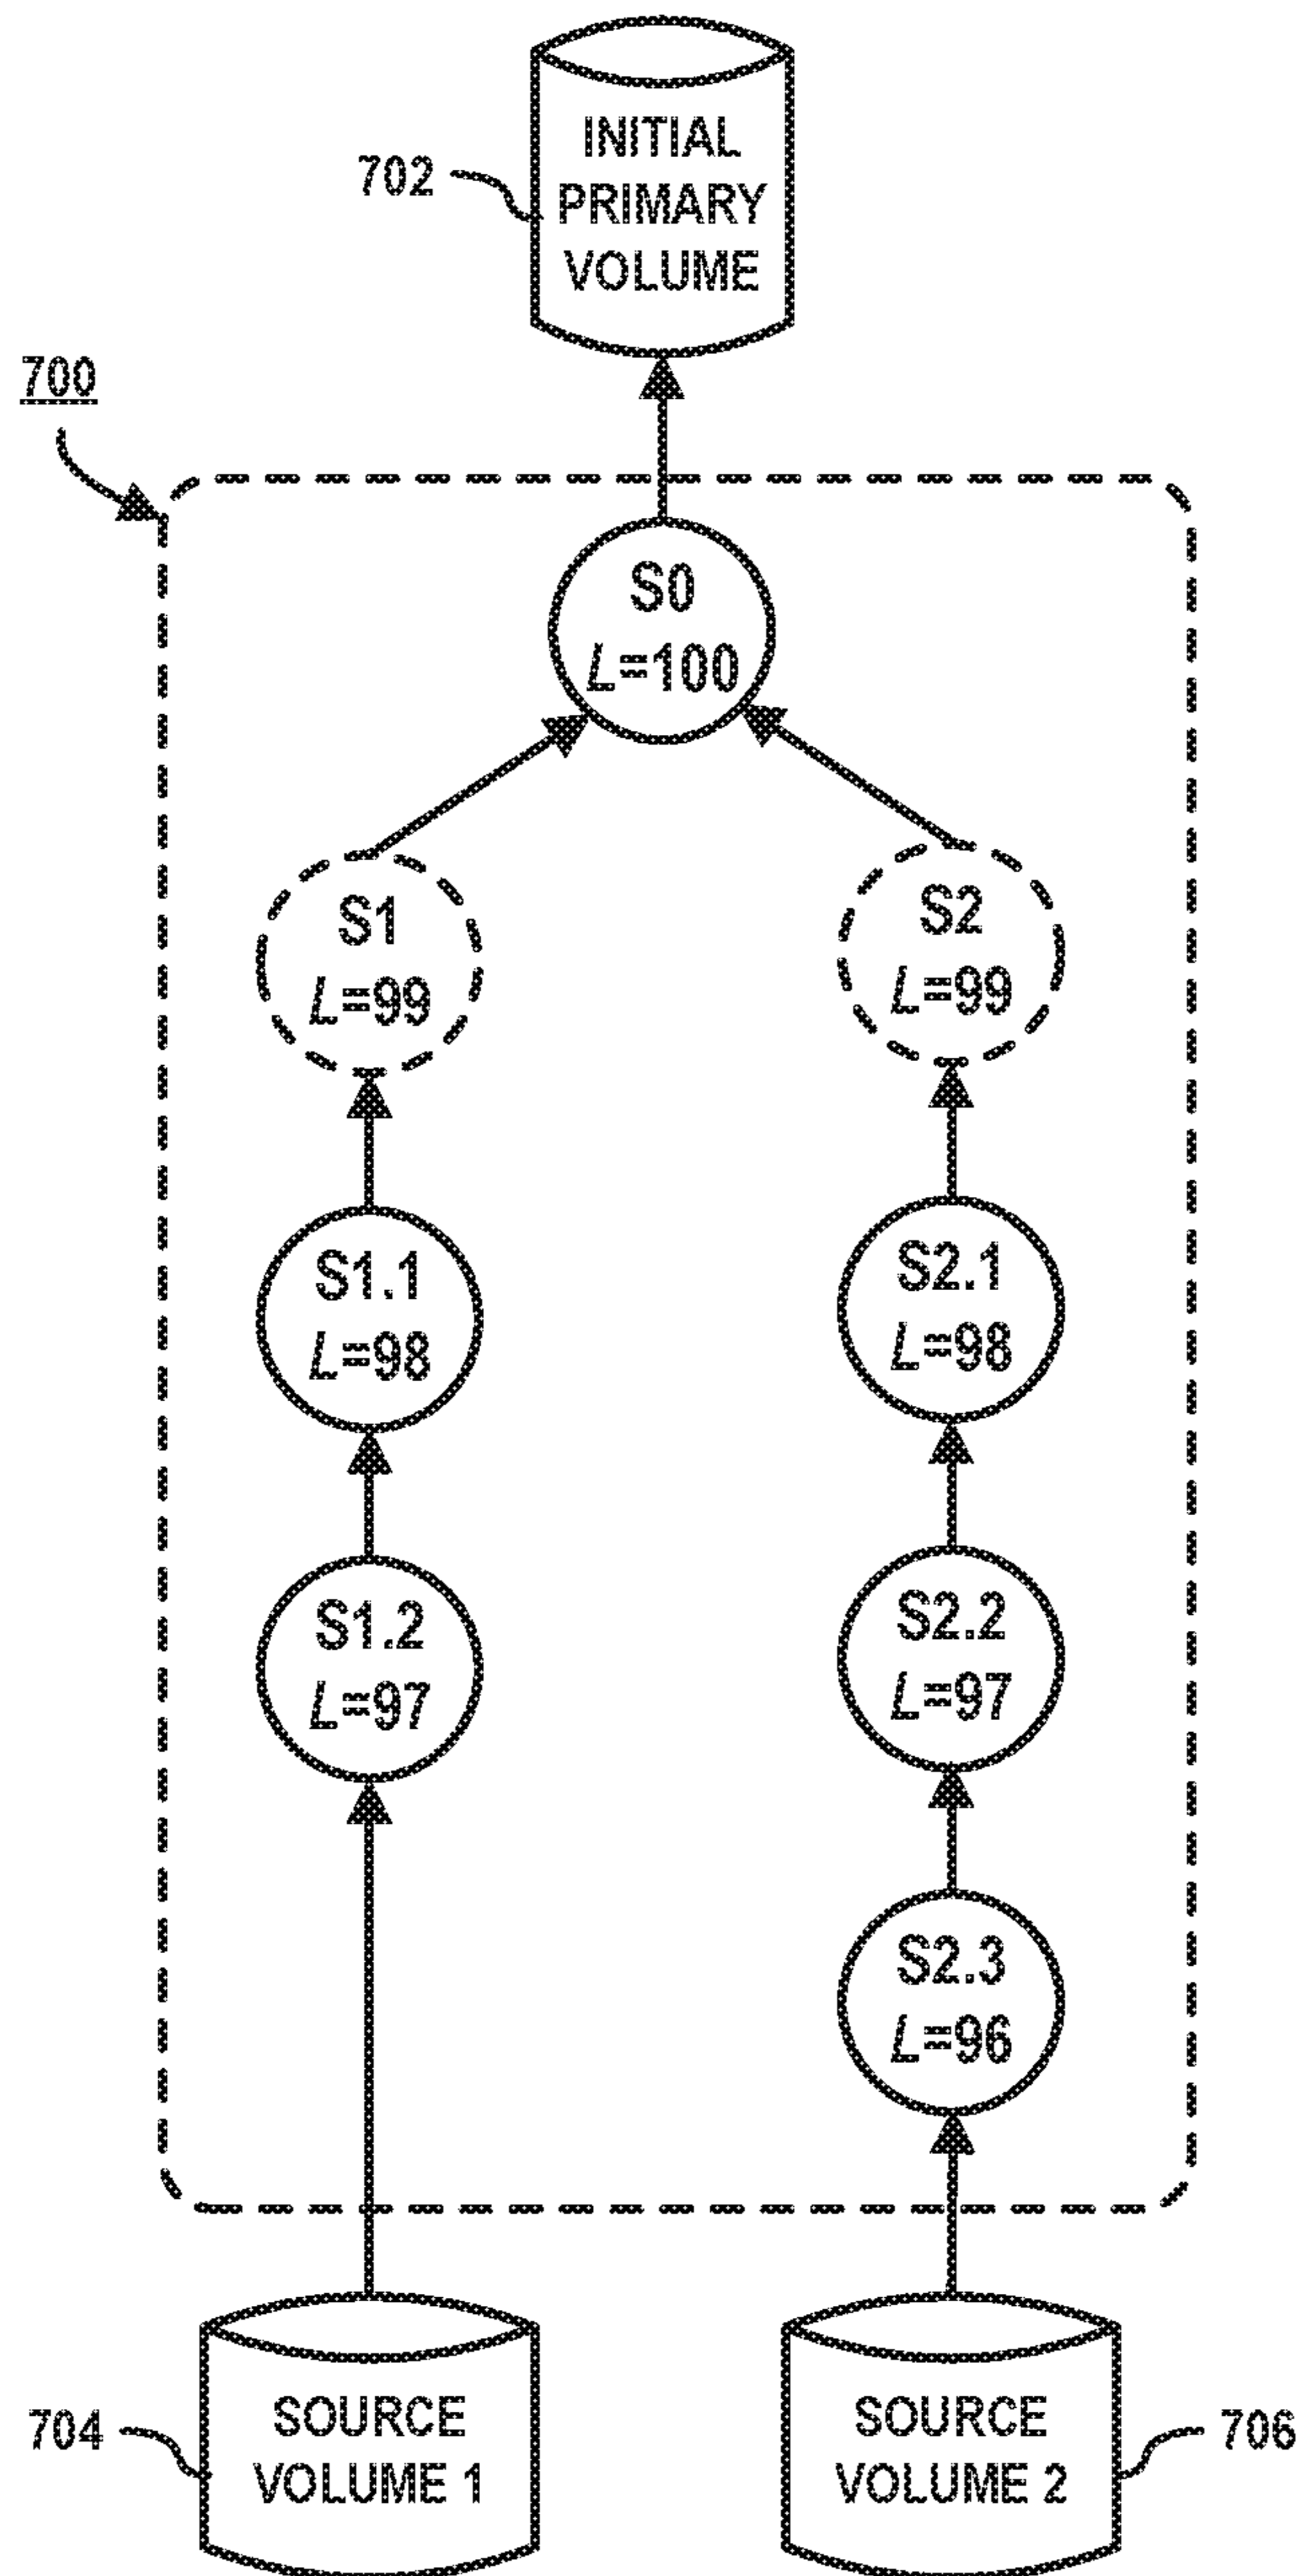 INITIAL
PRIMARY
VOLUME
702
700
S0
L=100
S1
L=99
S2
L=99
S1.1
L=98
S2.1
L=98
S1.2
L=97
S2.2
L=97
S2.3
L=96
SOURCE
VOLUME 1
704
SOURCE
VOLUME 2
706